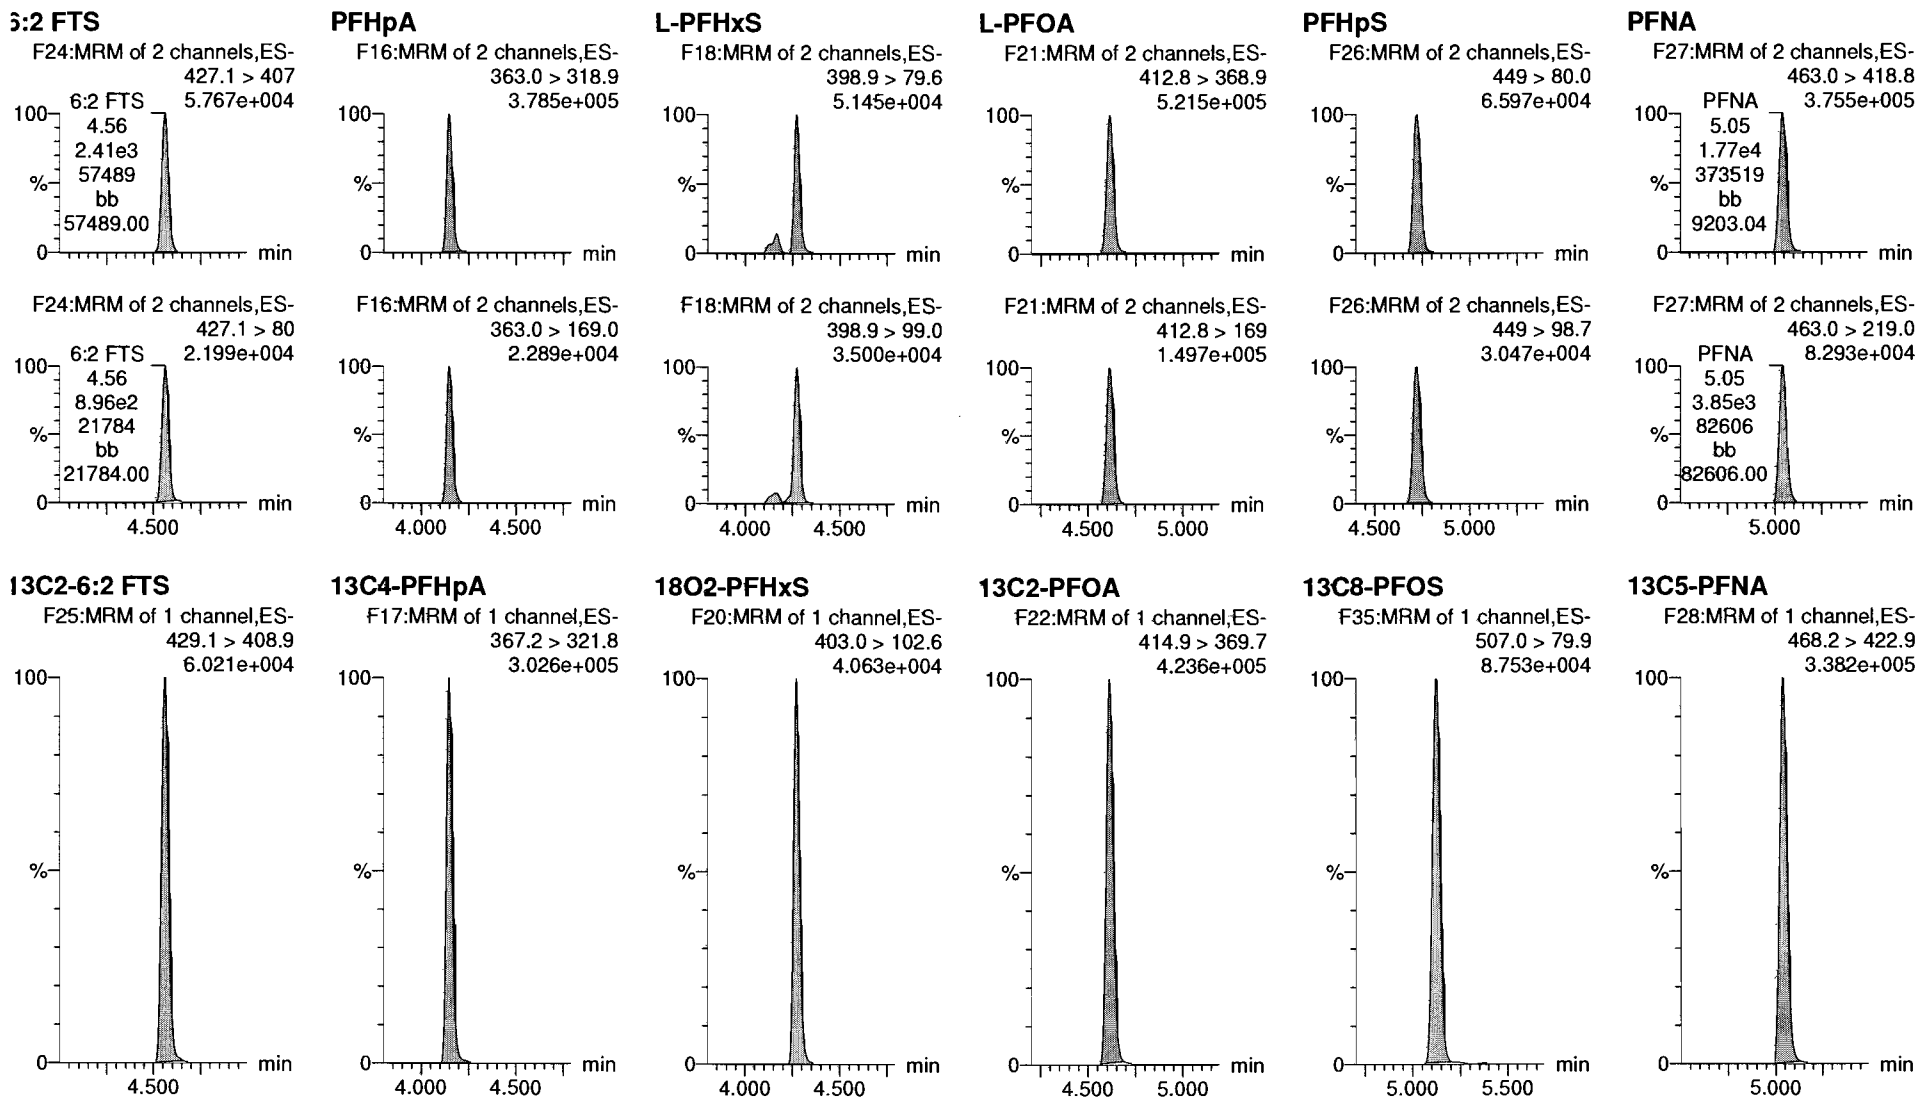 6:2 FTS
F24:MRM of 2 channels,ES-
427.1 > 407
5.767e+004
6:2 FTS
4.56
2.41e3
57489
bb
57489.00
100
%
0
min
PFHpA
F16:MRM of 2 channels,ES-
363.0 > 318.9
3.785e+005
100
%
0
min
L-PFHxS
F18:MRM of 2 channels,ES-
398.9 > 79.6
5.145e+004
100
%
0
min
L-PFOA
F21:MRM of 2 channels,ES-
412.8 > 368.9
5.215e+005
100
%
0
min
PFHpS
F26:MRM of 2 channels,ES-
449 > 80.0
6.597e+004
100
%
0
min
PFNA
F27:MRM of 2 channels,ES-
463.0 > 418.8
3.755e+005
PFNA
5.05
1.77e4
373519
bb
9203.04
100
%
0
min
F24:MRM of 2 channels,ES-
427.1 > 80
2.199e+004
6:2 FTS
4.56
8.96e2
21784
bb
21784.00
100
%
0
min
4.500
F16:MRM of 2 channels,ES-
363.0 > 169.0
2.289e+004
100
%
0
min
4.000 4.500
F18:MRM of 2 channels,ES-
398.9 > 99.0
3.500e+004
100
%
0
min
4.000 4.500
F21:MRM of 2 channels,ES-
412.8 > 169
1.497e+005
100
%
0
min
4.500 5.000
F26:MRM of 2 channels,ES-
449 > 98.7
3.047e+004
100
%
0
min
4.500 5.000
F27:MRM of 2 channels,ES-
463.0 > 219.0
8.293e+004
PFNA
5.05
3.85e3
82606
bb
82606.00
100
%
0
min
5.000
13C2-6:2 FTS
F25:MRM of 1 channel,ES-
429.1 > 408.9
6.021e+004
100
%
0
min
4.500
13C4-PFHpA
F17:MRM of 1 channel,ES-
367.2 > 321.8
3.026e+005
100
%
0
min
4.000 4.500
18O2-PFHxS
F20:MRM of 1 channel,ES-
403.0 > 102.6
4.063e+004
100
%
0
min
4.000 4.500
13C2-PFOA
F22:MRM of 1 channel,ES-
414.9 > 369.7
4.236e+005
100
%
0
min
4.500 5.000
13C8-PFOS
F35:MRM of 1 channel,ES-
507.0 > 79.9
8.753e+004
100
%
0
min
5.000 5.500
13C5-PFNA
F28:MRM of 1 channel,ES-
468.2 > 422.9
3.382e+005
100
%
0
min
5.000